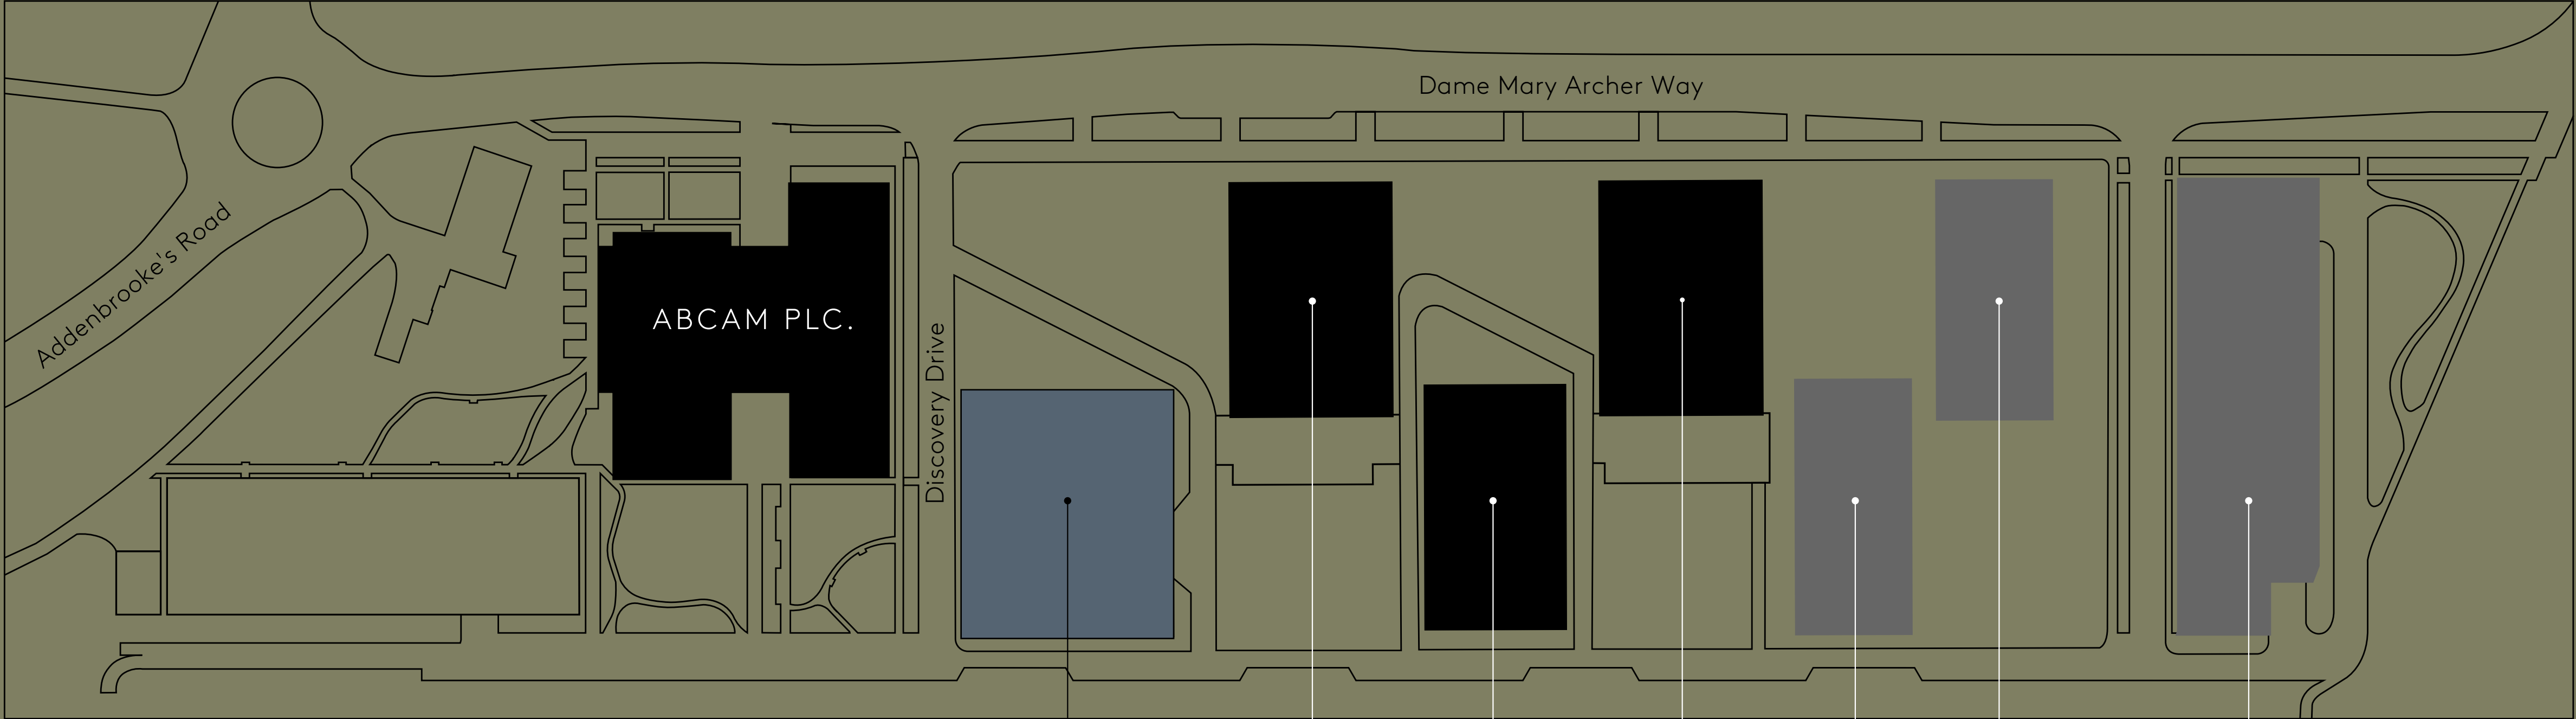 Dame Mary Archer Way
Addenbrooke's Road
ABCAM PLC.
Discovery Drive